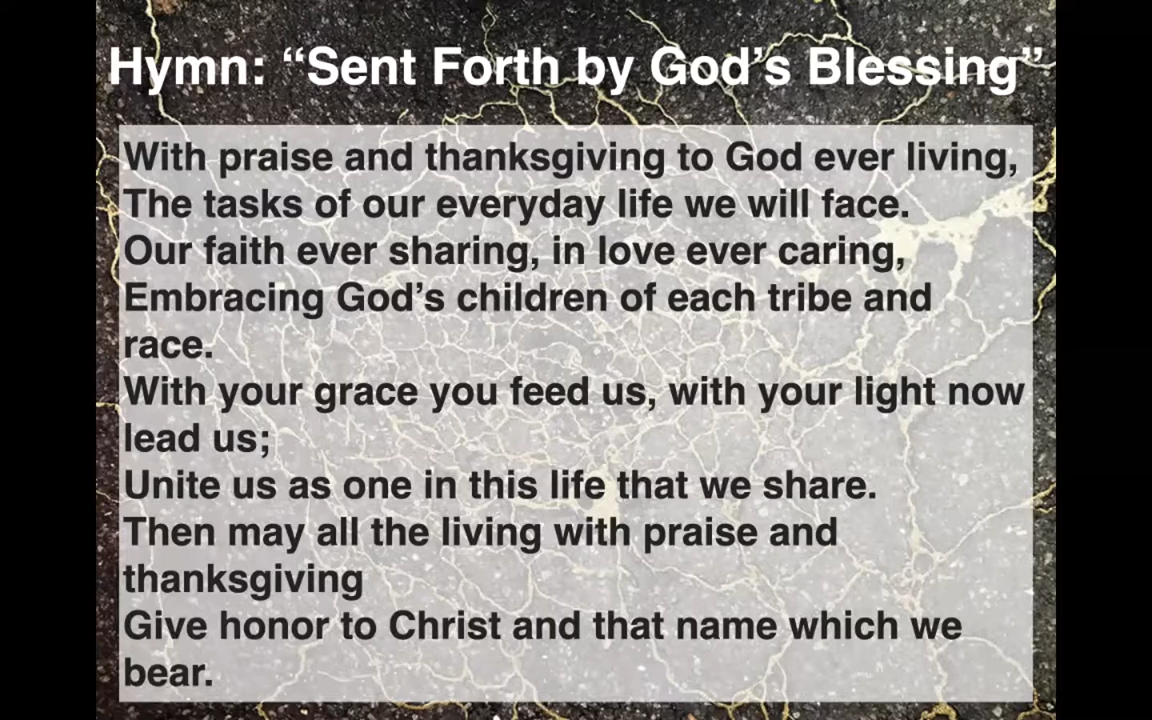 Hymn: “Sent Forth by God’s Blessing”
With praise and thanksgiving to God ever living,
The tasks of our everyday life we will face.
Our faith ever sharing, in love ever caring,
Embracing God’s children of each tribe and
race.
With your grace you feed us, with your light now
lead us;
Unite us as one in this life that we share.
Then may all the living with praise and
thanksgiving
Give honor to Christ and that name which we
bear.